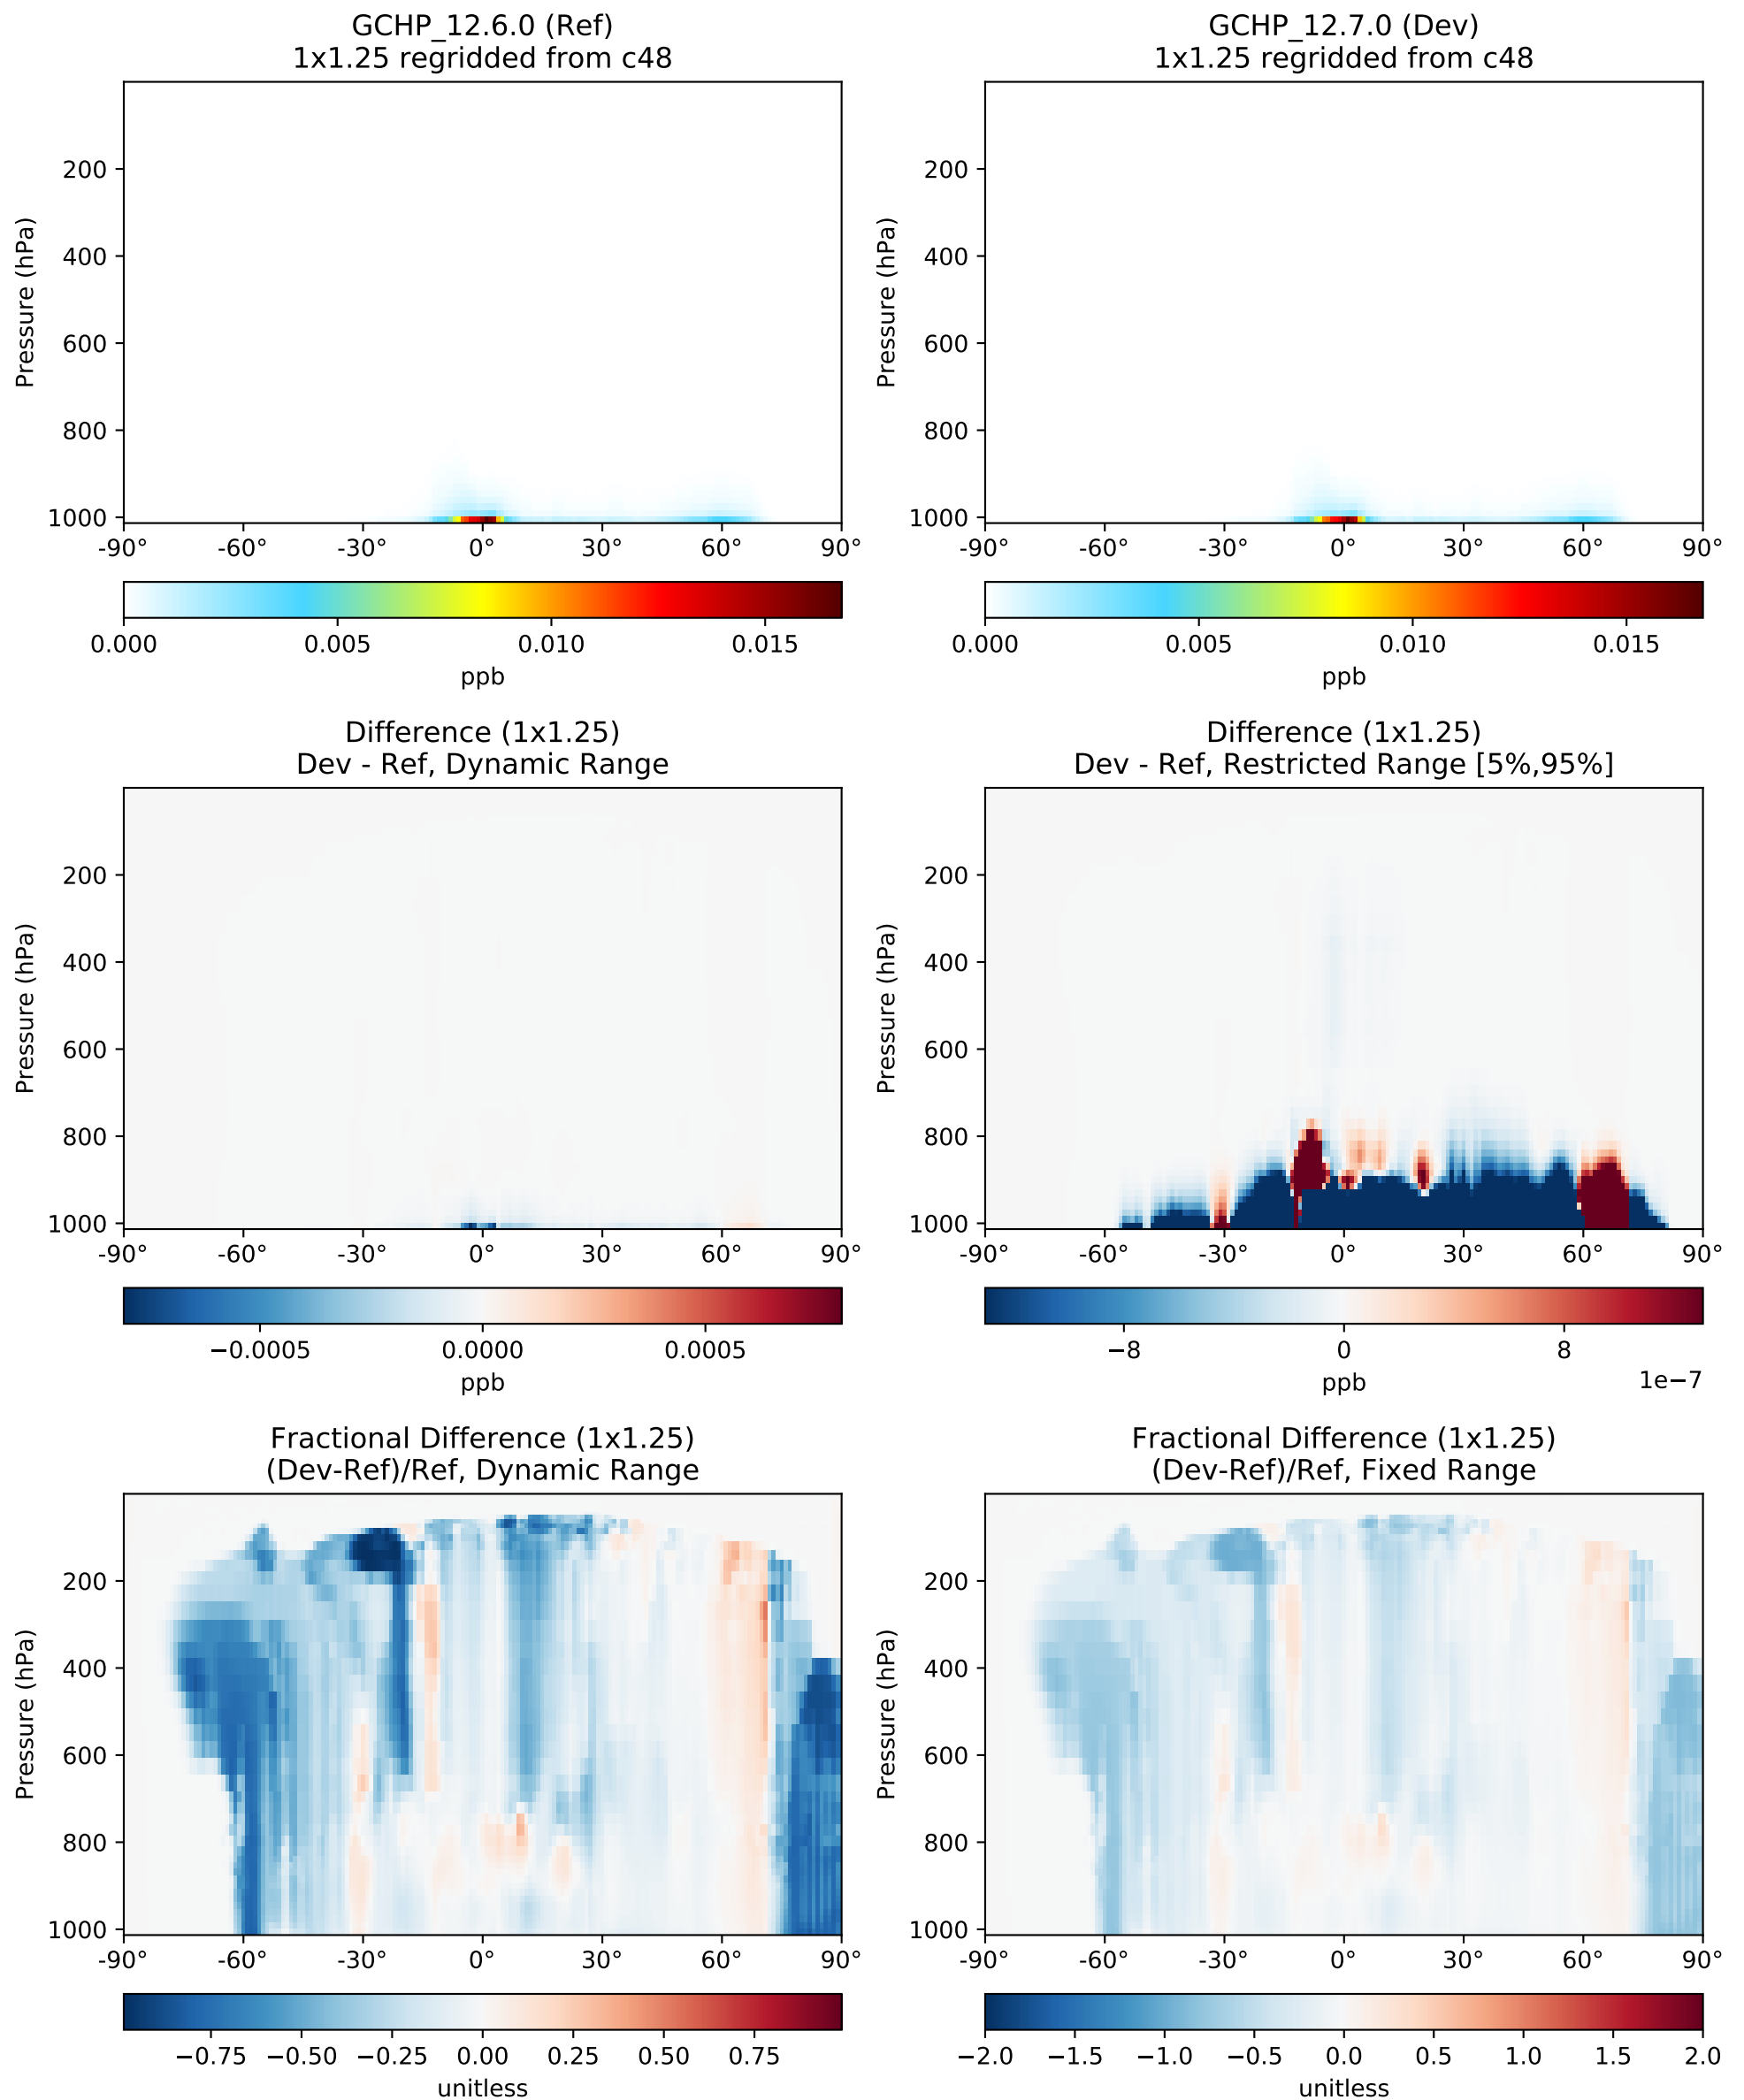 GCHP_12.6.0 (Ref)
1x1.25 regridded from c48
Pressure (hPa)
200
400
600
800
1000
-90° -60° -30° 0° 30° 60° 90°
0.000 0.005 0.010 0.015
ppb
GCHP_12.7.0 (Dev)
1x1.25 regridded from c48
Pressure (hPa)
200
400
600
800
1000
-90° -60° -30° 0° 30° 60° 90°
0.000 0.005 0.010 0.015
ppb
Difference (1x1.25)
Dev - Ref, Dynamic Range
Pressure (hPa)
200
400
600
800
1000
-90° -60° -30° 0° 30° 60° 90°
−0.0005 0.0000 0.0005
ppb
Difference (1x1.25)
Dev - Ref, Restricted Range [5%,95%]
Pressure (hPa)
200
400
600
800
1000
-90° -60° -30° 0° 30° 60° 90°
−8 0 8
ppb
1e−7
Fractional Difference (1x1.25)
(Dev-Ref)/Ref, Dynamic Range
Pressure (hPa)
200
400
600
800
1000
-90° -60° -30° 0° 30° 60° 90°
−0.75 −0.50 −0.25 0.00 0.25 0.50 0.75
unitless
Fractional Difference (1x1.25)
(Dev-Ref)/Ref, Fixed Range
Pressure (hPa)
200
400
600
800
1000
-90° -60° -30° 0° 30° 60° 90°
−2.0 −1.5 −1.0 −0.5 0.0 0.5 1.0 1.5 2.0
unitless